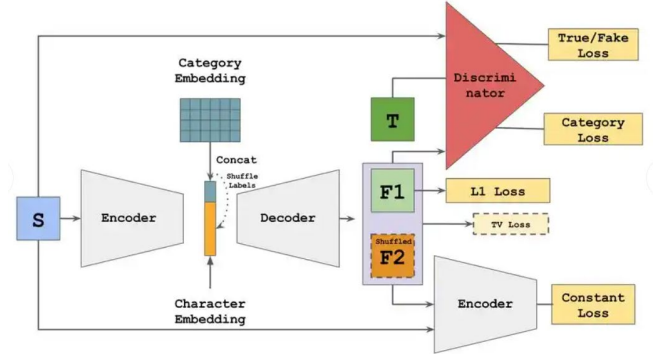 True/Fake
Loss
Category
Embedding
Discrimi
nator
T
Category
Loss
Concat
Shuffle
Labels
F1
L1 Loss
S
Encoder
Decoder
TV Loss
Shuffled
F2
Character
Embedding
Encoder
Constant
Loss